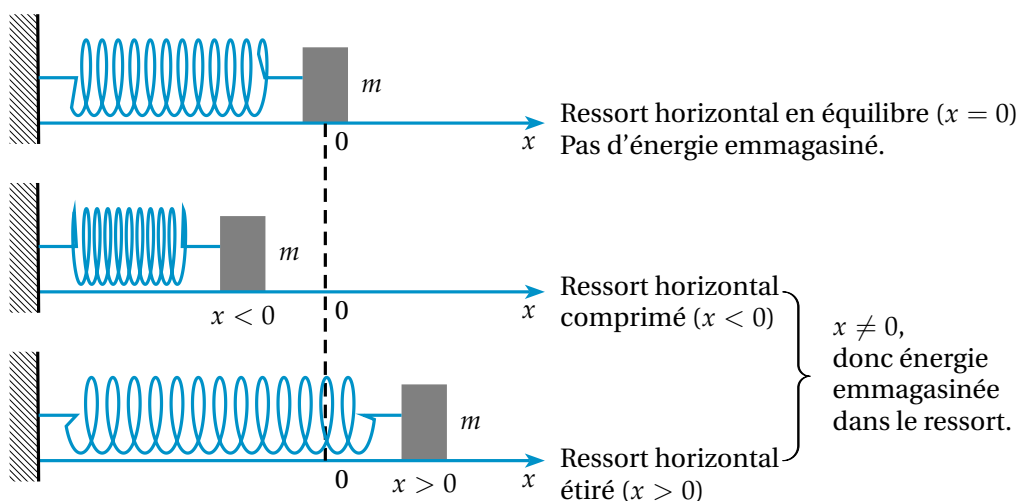 m
0
x
Ressort horizontal en équilibre (x = 0)
Pas d'énergie emmagasiné.
m
x < 0
0
x
Ressort horizontal
comprimé (x < 0)
x ≠ 0,
donc énergie
emmagasinée
dans le ressort.
m
0
x > 0
x
Ressort horizontal
étiré (x > 0)